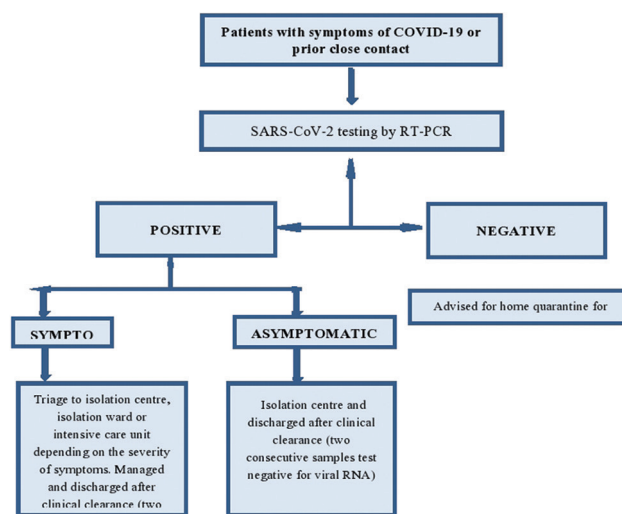 Patients with symptoms of COVID-19 or
prior close contact
SARS-CoV-2 testing by RT-PCR
POSITIVE
NEGATIVE
Advised for home quarantine for
SYMPTO
ASYMPTOMATIC
Triage to isolation centre,
isolation ward or
intensive care unit
depending on the severity
of symptoms. Managed
and discharged after
clinical clearance (two
Isolation centre and
discharged after clinical
clearance (two
consecutive samples test
negative for viral RNA)